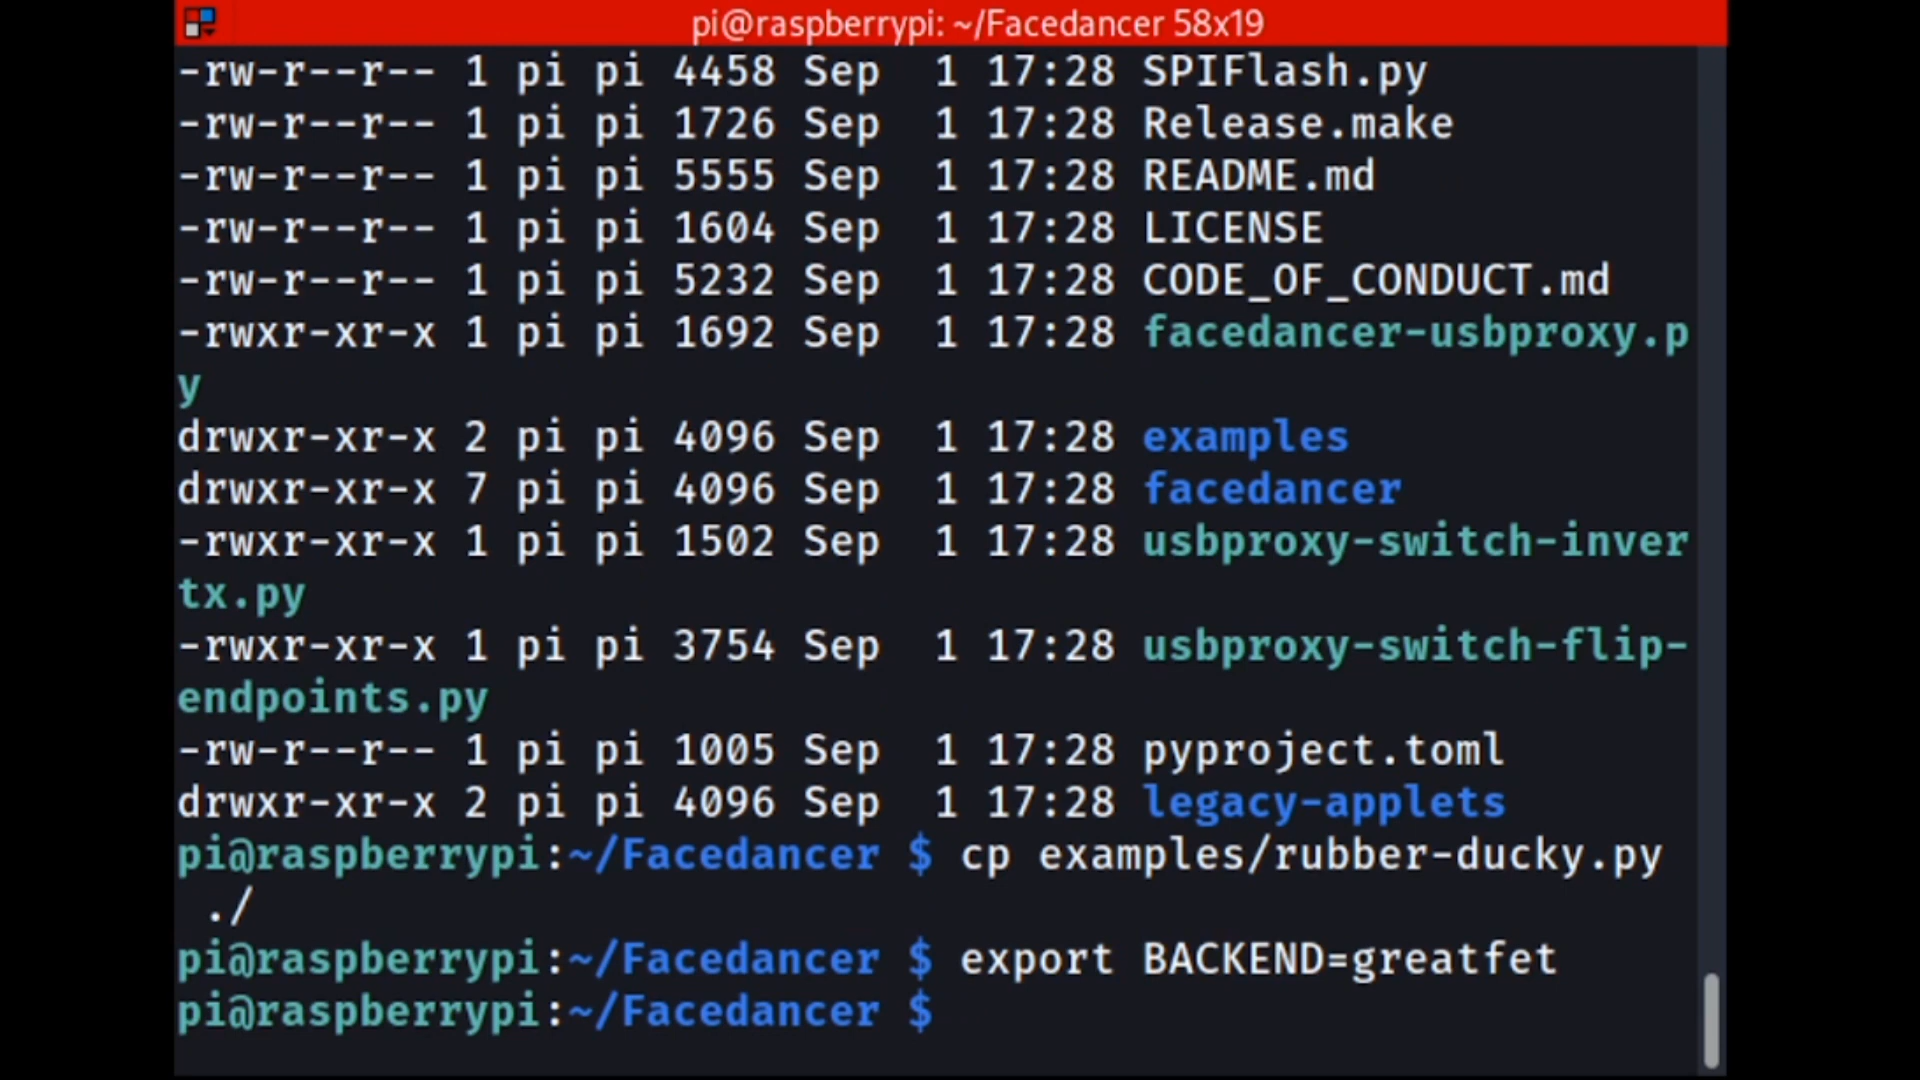 pi@raspberrypi: ~/Facedancer 58x19
-rw-r--r-- 1 pi pi 4458 Sep  1 17:28 SPIFlash.py
-rw-r--r-- 1 pi pi 1726 Sep  1 17:28 Release.make
-rw-r--r-- 1 pi pi 5555 Sep  1 17:28 README.md
-rw-r--r-- 1 pi pi 1604 Sep  1 17:28 LICENSE
-rw-r--r-- 1 pi pi 5232 Sep  1 17:28 CODE_OF_CONDUCT.md
-rwxr-xr-x 1 pi pi 1692 Sep  1 17:28 facedancer-usbproxy.p
y
drwxr-xr-x 2 pi pi 4096 Sep  1 17:28 examples
drwxr-xr-x 7 pi pi 4096 Sep  1 17:28 facedancer
-rwxr-xr-x 1 pi pi 1502 Sep  1 17:28 usbproxy-switch-inver
tx.py
-rwxr-xr-x 1 pi pi 3754 Sep  1 17:28 usbproxy-switch-flip-
endpoints.py
-rw-r--r-- 1 pi pi 1005 Sep  1 17:28 pyproject.toml
drwxr-xr-x 2 pi pi 4096 Sep  1 17:28 legacy-applets
pi@raspberrypi:~/Facedancer $ cp examples/rubber-ducky.py
 ./
pi@raspberrypi:~/Facedancer $ export BACKEND=greatfet
pi@raspberrypi:~/Facedancer $